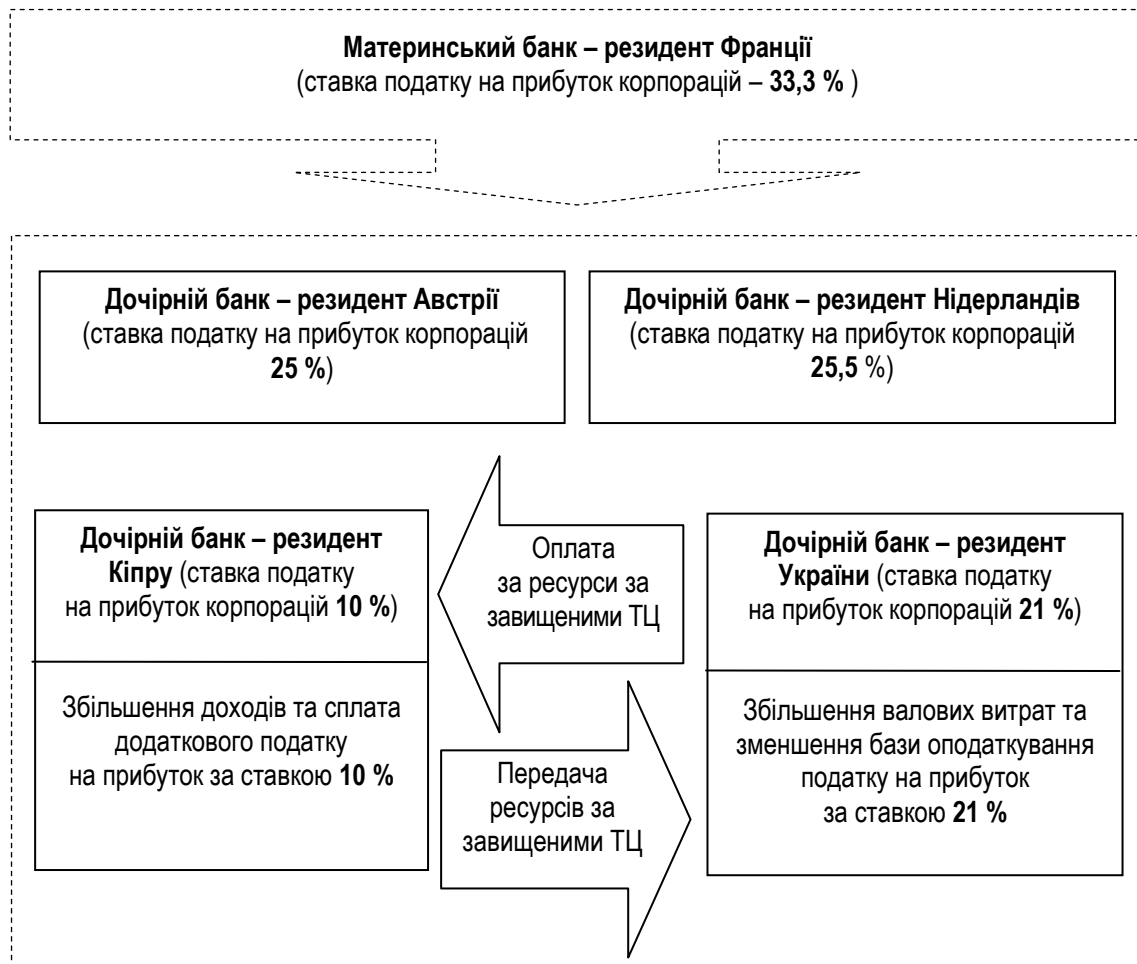 Материнський банк – резидент Франції
(ставка податку на прибуток корпорацій – 33,3 % )
Дочірній банк – резидент Австрії
(ставка податку на прибуток корпорацій
25 %)
Дочірній банк – резидент Нідерландів
(ставка податку на прибуток корпорацій
25,5 %)
Дочірній банк – резидент
Кіпру (ставка податку
на прибуток корпорацій 10 %)
Оплата
за ресурси за
завищеними ТЦ
Дочірній банк – резидент
України (ставка податку
на прибуток корпорацій 21 %)
Збільшення доходів та сплата
додаткового податку
на прибуток за ставкою 10 %
Передача
ресурсів за
завищеними ТЦ
Збільшення валових витрат та
зменшення бази оподаткування
податку на прибуток
за ставкою 21 %